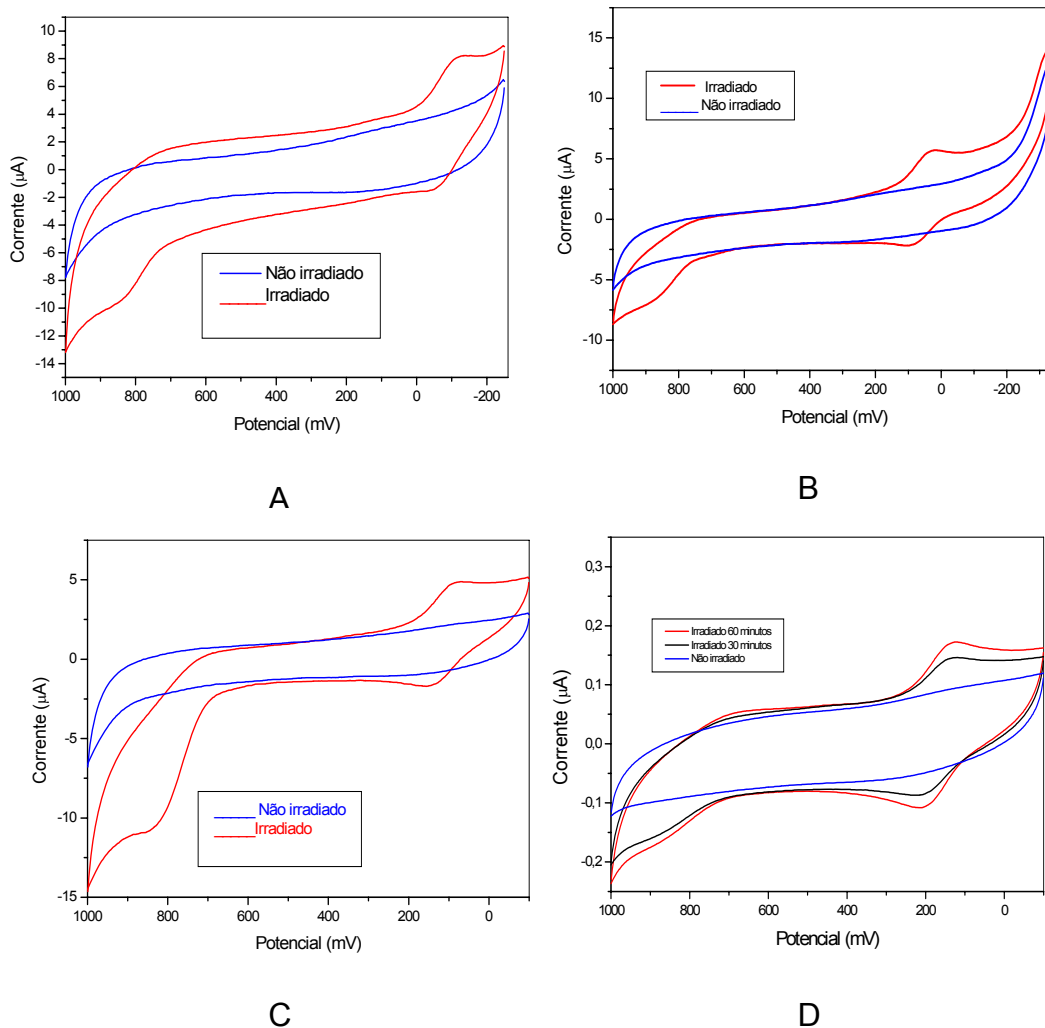 10
8
6
4
2
0
-2
-4
-6
-8
-10
-12
-14
Corrente (μA)
1000 800 600 400 200 0 -200
Potencial (mV)
Não irradiado
Irradiado
A
15
10
5
0
-5
-10
Corrente (μA)
1000 800 600 400 200 0 -200
Potencial (mV)
Irradiado
Não irradiado
B
5
0
-5
-10
-15
Corrente (μA)
1000 800 600 400 200 0
Potencial (mV)
Não irradiado
Irradiado
C
0,3
0,2
0,1
0,0
-0,1
-0,2
Corrente (μA)
1000 800 600 400 200 0
Potencial (mV)
Irradiado 60 minutos
Irradiado 30 minutos
Não irradiado
D